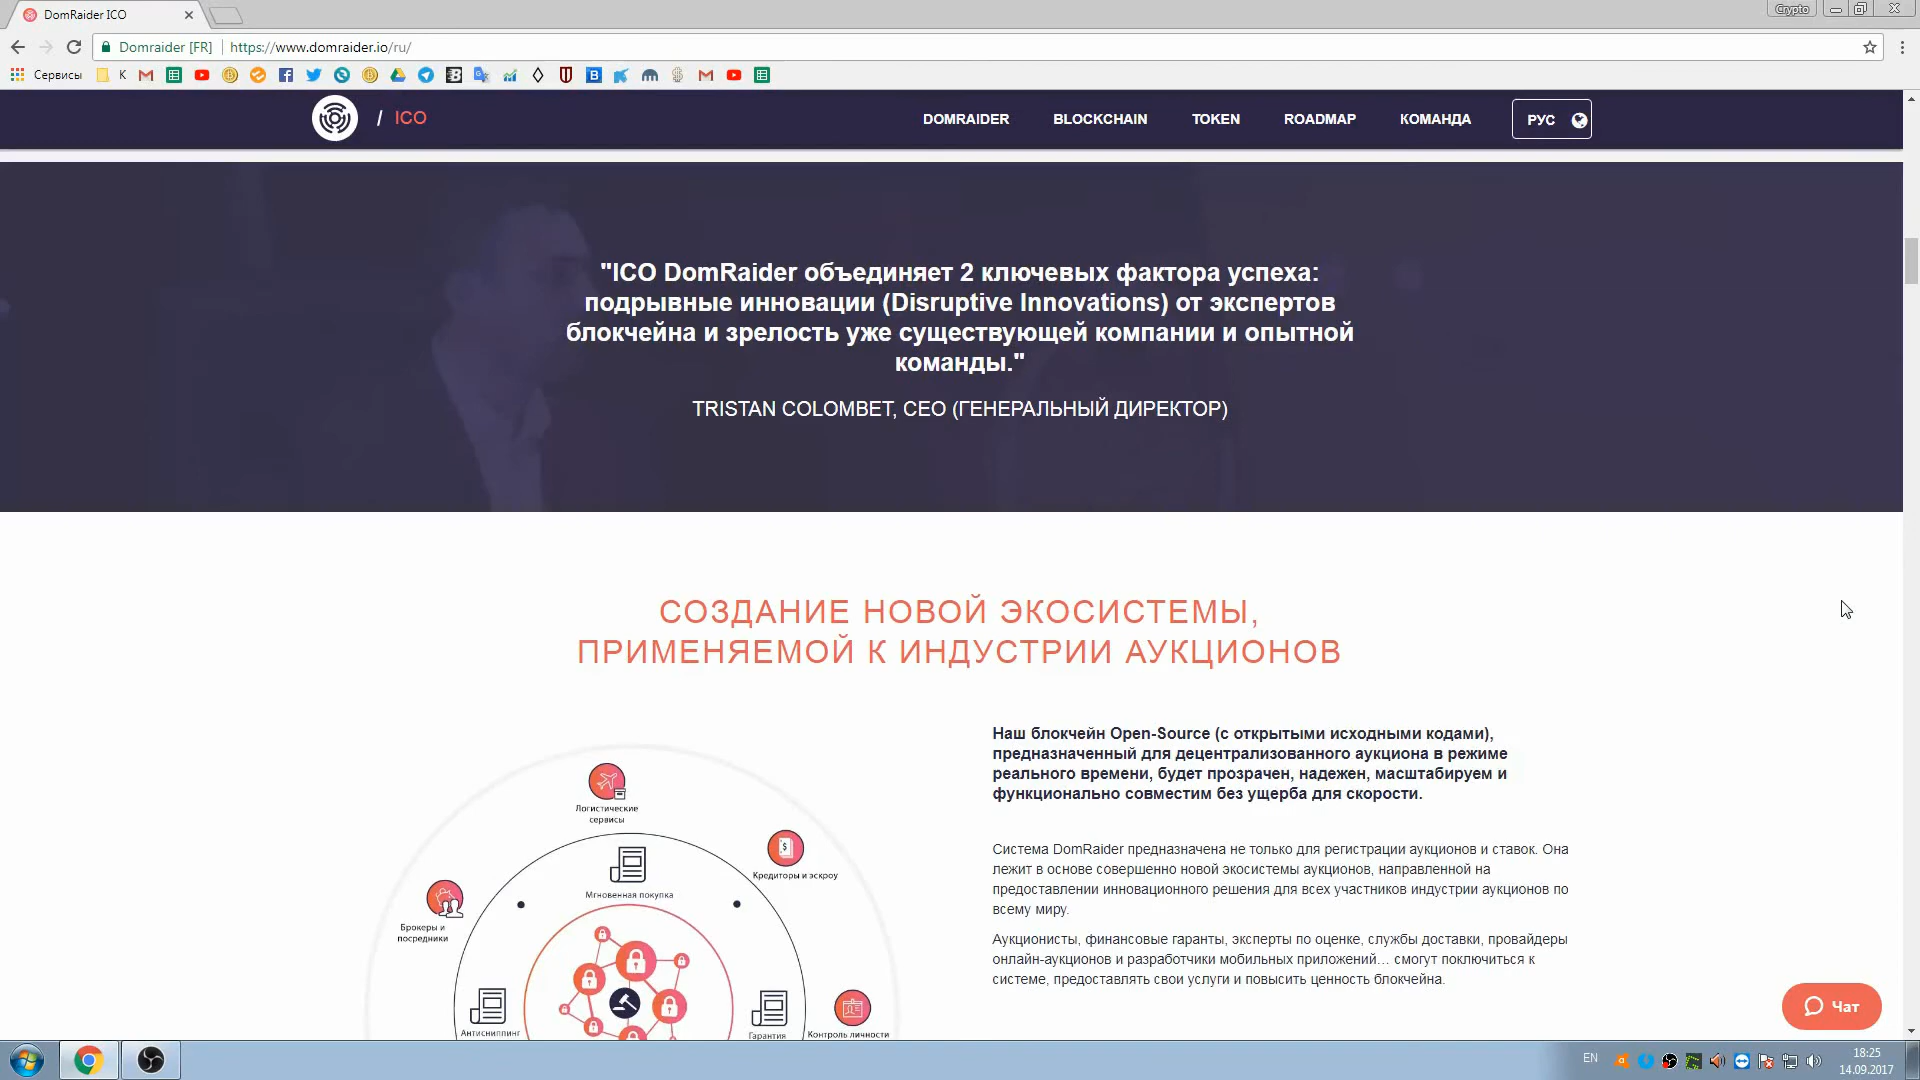 DomRaider ICO
Crypto
Domraider [FR]
https://www.domraider.io/ru/
Сервисы
K
/ ICO
DOMRAIDER
BLOCKCHAIN
TOKEN
ROADMAP
КОМАНДА
РУС
"ICO DomRaider объединяет 2 ключевых фактора успеха:
подрывные инновации (Disruptive Innovations) от экспертов
блокчейна и зрелость уже существующей компании и опытной
команды."
TRISTAN COLOMBET, CEO (ГЕНЕРАЛЬНЫЙ ДИРЕКТОР)
СОЗДАНИЕ НОВОЙ ЭКОСИСТЕМЫ,
ПРИМЕНЯЕМОЙ К ИНДУСТРИИ АУКЦИОНОВ
Наш блокчейн Open-Source (с открытыми исходными кодами),
предназначенный для децентрализованного аукциона в режиме
реального времени, будет прозрачен, надежен, масштабируем и
функционально совместим без ущерба для скорости.
Система DomRaider предназначена не только для регистрации аукционов и ставок. Она
лежит в основе совершенно новой экосистемы аукционов, направленной на
предоставлении инновационного решения для всех участников индустрии аукционов по
всему миру.
Аукционисты, финансовые гаранты, эксперты по оценке, службы доставки, провайдеры
онлайн-аукционов и разработчики мобильных приложений… смогут поключиться к
системе, предоставлять свои услуги и повысить ценность блокчейна.
Логистические
сервисы
Кредиторы и эскроу
Мгновенная покупка
Брокеры и
посредники
Антисниппинг
Гарантия
Контроль личности
Чат
EN
18:25
14.09.2017